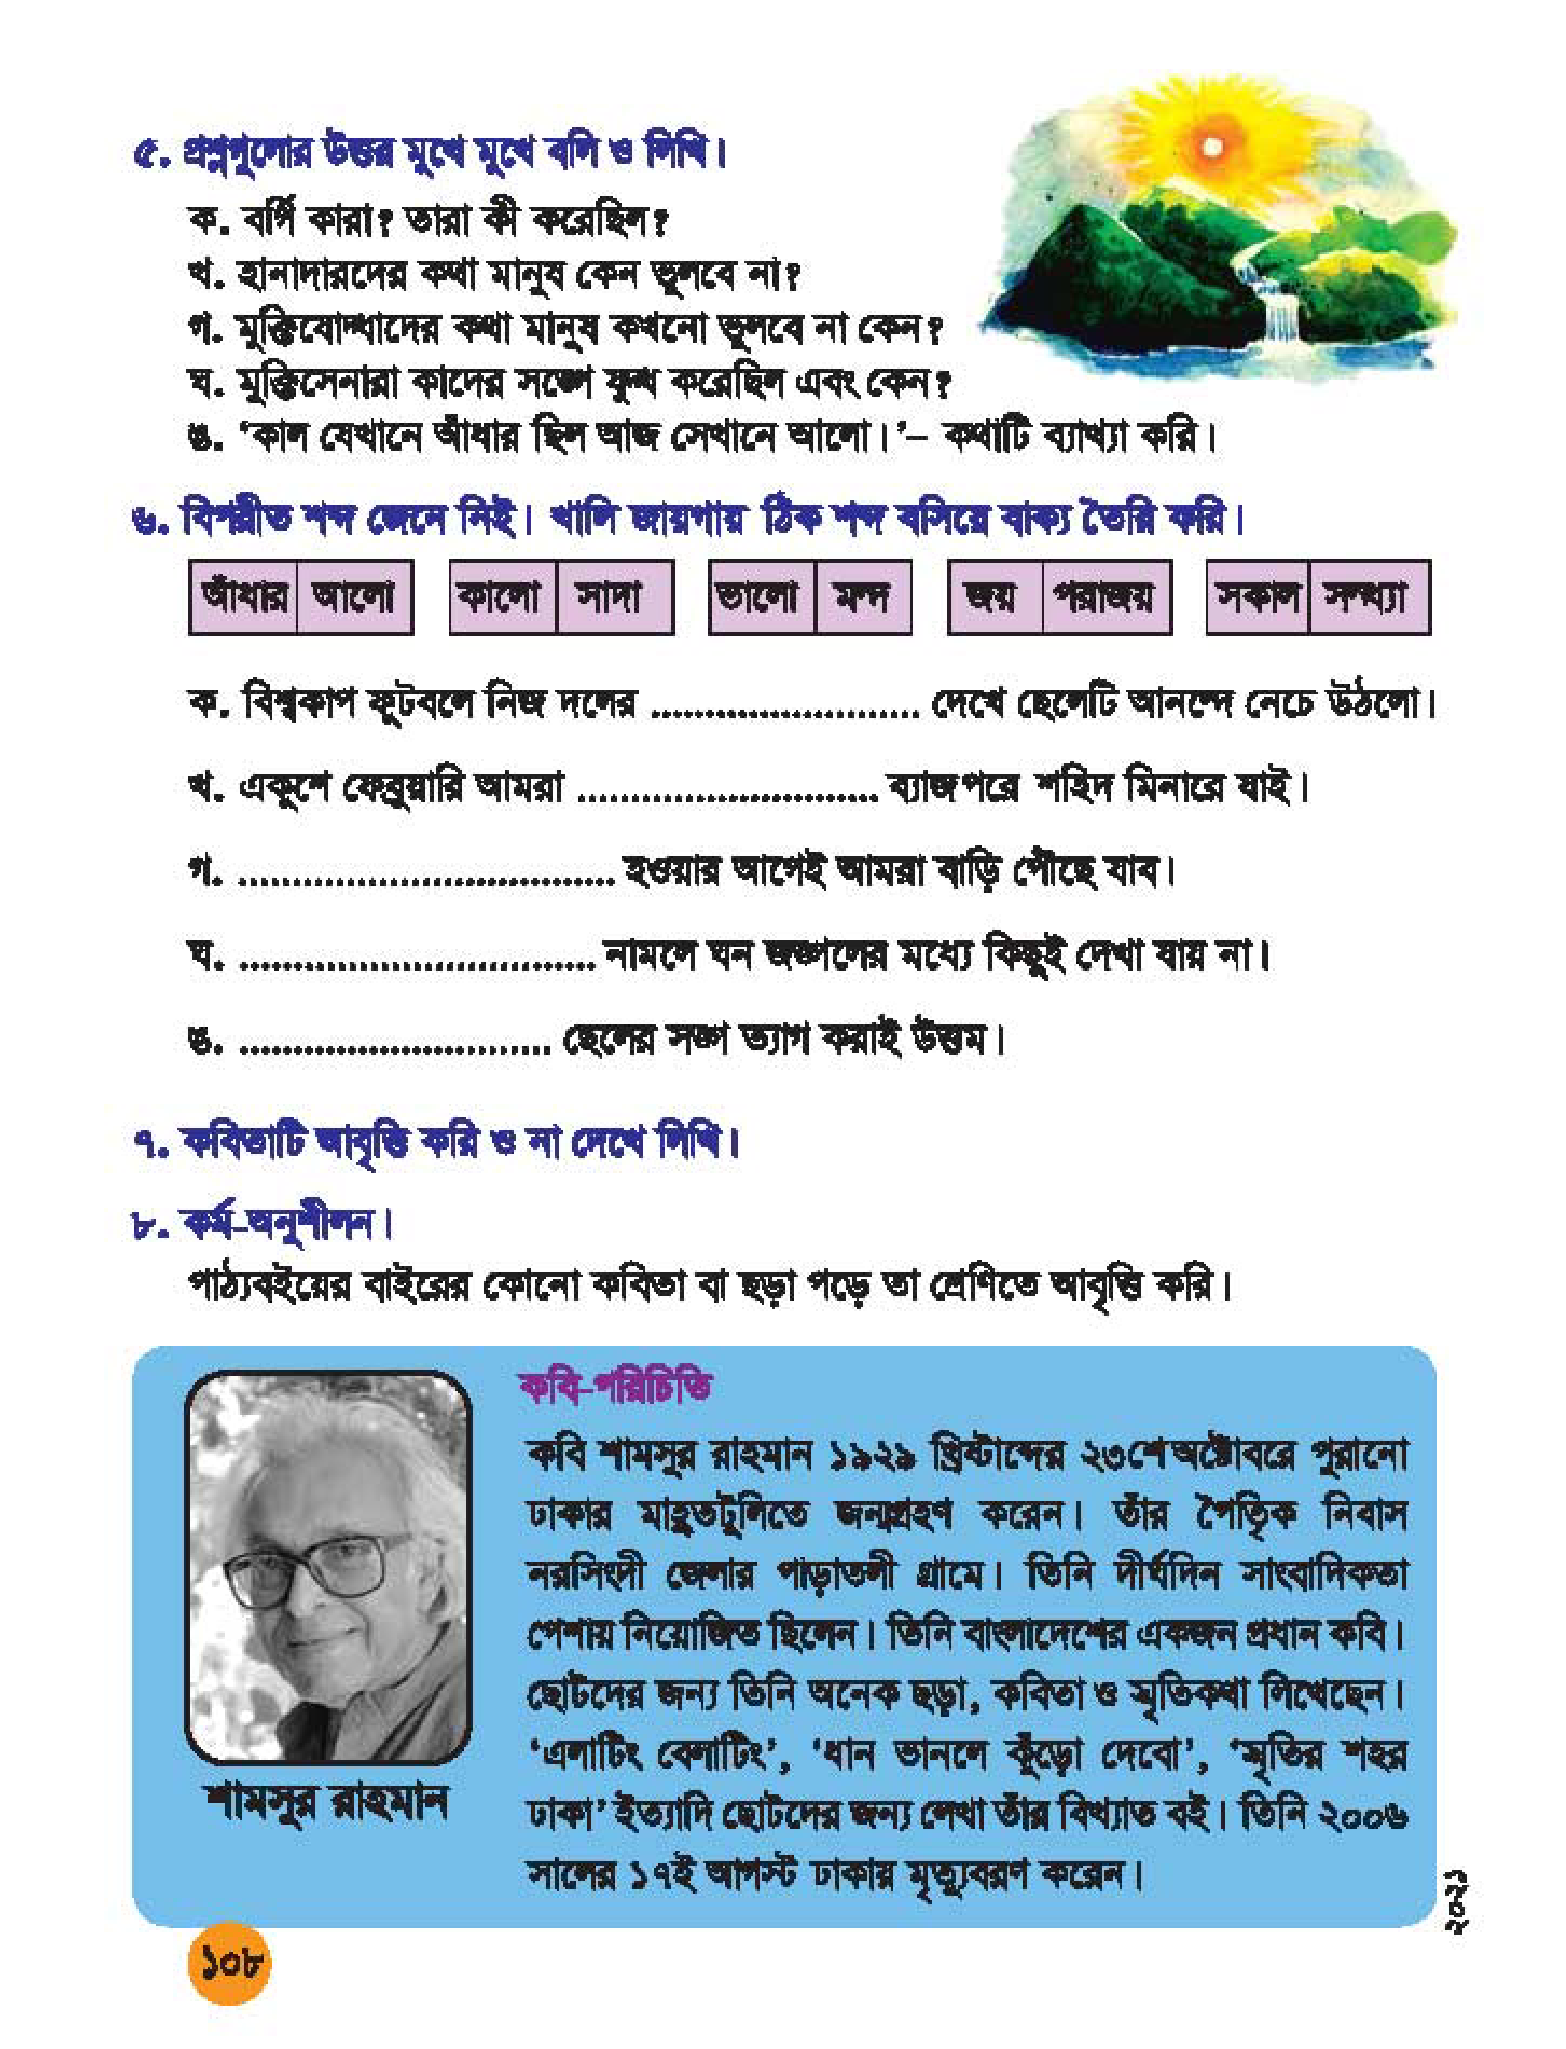 ৫. প্রশ্নগুলোর উত্তর মুখে মুখে বলি ও লিখি।
ক. বর্গি কারা? তারা কী করেছিল?
খ. হানাদারদের কথা মানুষ কেন ভুলবে না?
গ. মুক্তিযোদ্ধাদের কথা মানুষ কখনো ভুলবে না কেন?
ঘ. মুক্তিসেনারা কাদের সঙ্গে যুদ্ধ করেছিল এবং কেন?
ঙ. ‘কাল যেখানে আঁধার ছিল আজ সেখানে আলো।’– কথাটি ব্যাখ্যা করি।
৬. বিপরীত শব্দ জেনে নিই। খালি জায়গায় ঠিক শব্দ বসিয়ে বাক্য তৈরি করি।
আঁধার আলো কালো সাদা ভালো মন্দ জয় পরাজয় সকাল সন্ধ্যা
ক. বিশ্বকাপ ফুটবলে নিজ দলের ......................... দেখে ছেলেটি আনন্দে নেচে উঠলো।
খ. একুশে ফেব্রুয়ারি আমরা ............................ ব্যাজপরে শহিদ মিনারে যাই।
গ. ................................... হওয়ার আগেই আমরা বাড়ি পৌঁছে যাব।
ঘ. ................................. নামলে ঘন জঙ্গলের মধ্যে কিছুই দেখা যায় না।
ঙ. ............................. ছেলের সঙ্গ ত্যাগ করাই উত্তম।
৭. কবিতাটি আবৃত্তি করি ও না দেখে লিখি।
৮. কর্ম-অনুশীলন।
পাঠ্যবইয়ের বাইরের কোনো কবিতা বা ছড়া পড়ে তা শ্রেণিতে আবৃত্তি করি।
কবি-পরিচিতি
কবি শামসুর রাহমান ১৯২৯ খ্রিষ্টাব্দের ২৩শে অক্টোবরে পুরানো
ঢাকার মাহুতটুলিতে জন্মগ্রহণ করেন। তাঁর পৈতৃিক নিবাস
নরসিংদী জেলার পাড়াতলী গ্রামে। তিনি দীর্ঘদিন সাংবাদিকতা
পেশায় নিয়োজিত ছিলেন। তিনি বাংলাদেশের একজন প্রধান কবি।
ছোটদের জন্য তিনি অনেক ছড়া, কবিতা ও স্মৃতিকথা লিখেছেন।
‘এলাটিং বেলাটিং’, ‘ধান ভানলে কুঁড়ো দেবো’, ‘স্মৃতির শহর
ঢাকা’ ইত্যাদি ছোটদের জন্য লেখা তাঁর বিখ্যাত বই। তিনি ২০০৬
সালের ১৭ই আগস্ট ঢাকায় মৃত্যুবরণ করেন।
শামসুর রাহমান
১০৮
২০২১